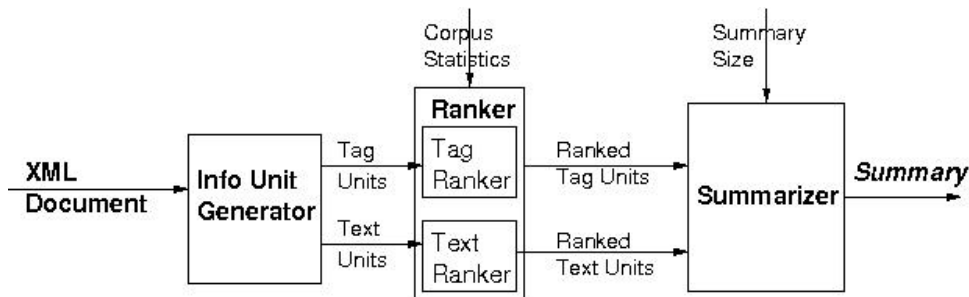 Corpus
Statistics
Summary
Size
XML
Document
Info Unit
Generator
Tag
Units
Text
Units
Ranker
Tag
Ranker
Text
Ranker
Ranked
Tag Units
Ranked
Text Units
Summarizer
Summary